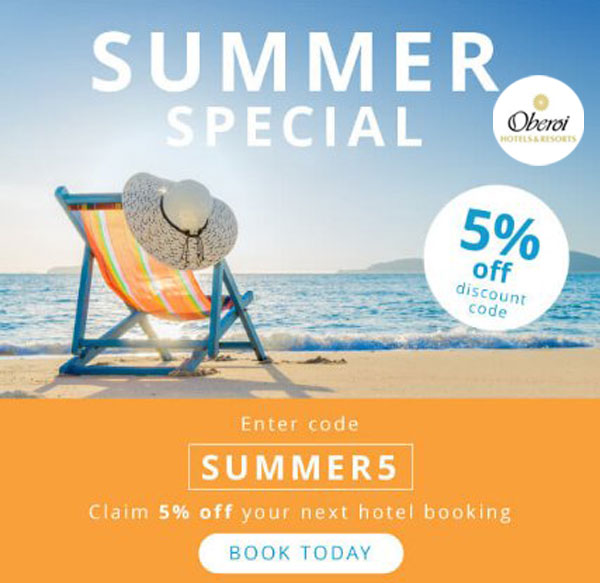 SUMMER
SPECIAL
Oberoi
HOTELS & RESORTS
5%
off
discount
code
Enter code
SUMMER5
Claim 5% off your next hotel booking
BOOK TODAY